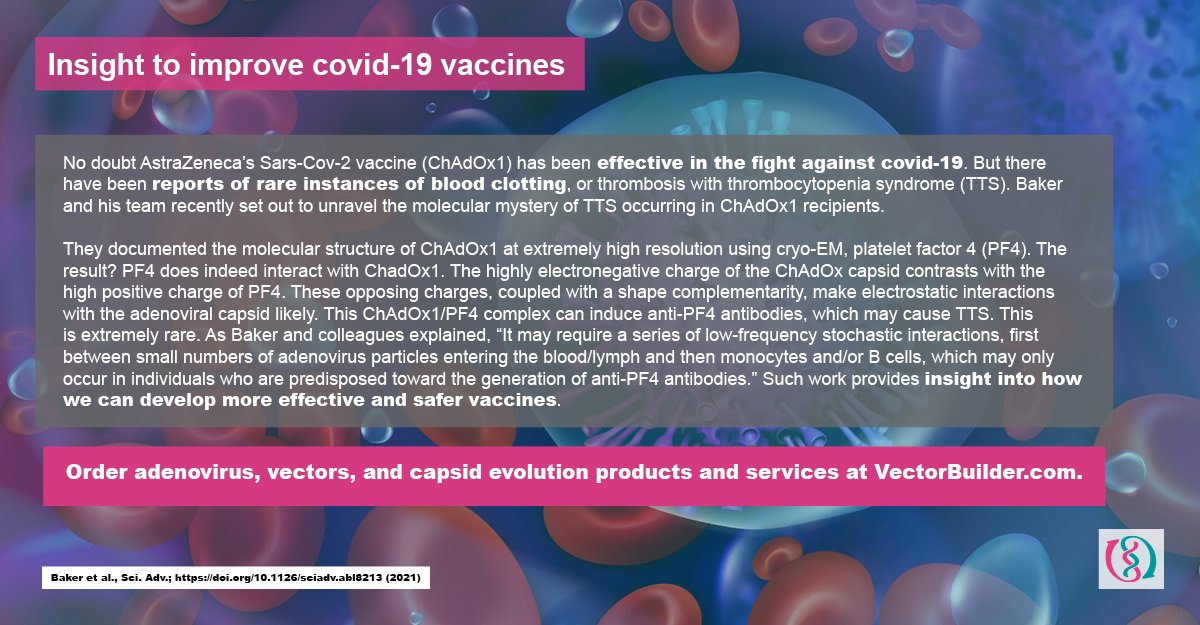 Insight to improve covid-19 vaccines
No doubt AstraZeneca’s Sars-Cov-2 vaccine (ChAdOx1) has been effective in the fight against covid-19. But there
have been reports of rare instances of blood clotting, or thrombosis with thrombocytopenia syndrome (TTS). Baker
and his team recently set out to unravel the molecular mystery of TTS occurring in ChAdOx1 recipients.
They documented the molecular structure of ChAdOx1 at extremely high resolution using cryo-EM, platelet factor 4 (PF4). The
result? PF4 does indeed interact with ChadOx1. The highly electronegative charge of the ChAdOx capsid contrasts with the
high positive charge of PF4. These opposing charges, coupled with a shape complementarity, make electrostatic interactions
with the adenoviral capsid likely. This ChAdOx1/PF4 complex can induce anti-PF4 antibodies, which may cause TTS. This
is extremely rare. As Baker and colleagues explained, “It may require a series of low-frequency stochastic interactions, first
between small numbers of adenovirus particles entering the blood/lymph and then monocytes and/or B cells, which may only
occur in individuals who are predisposed toward the generation of anti-PF4 antibodies.” Such work provides insight into how
we can develop more effective and safer vaccines.
Order adenovirus, vectors, and capsid evolution products and services at VectorBuilder.com.
Baker et al., Sci. Adv.; https://doi.org/10.1126/sciadv.abl8213 (2021)